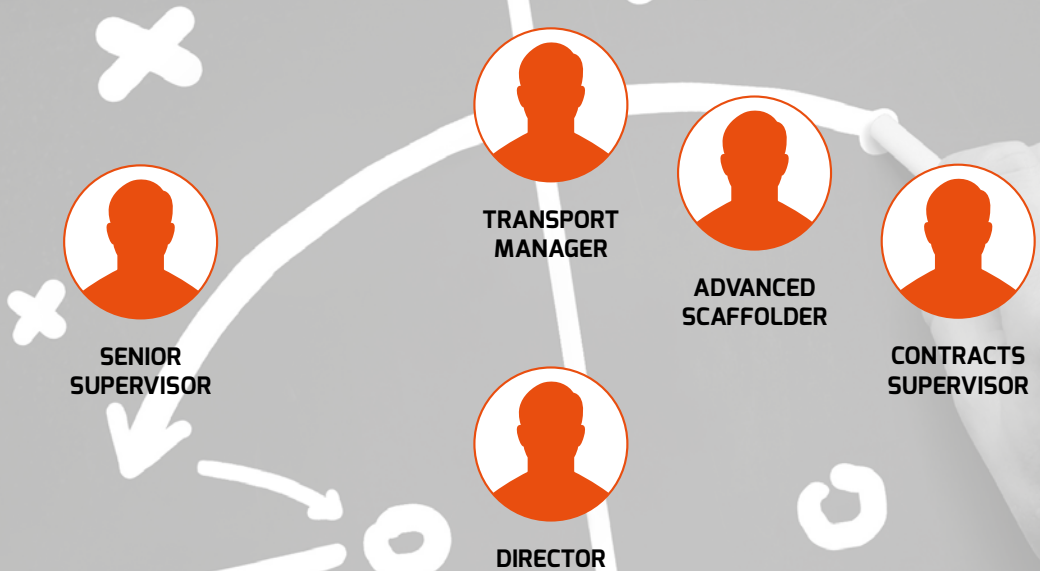 TRANSPORT
MANAGER
ADVANCED
SCAFFOLDER
SENIOR
SUPERVISOR
CONTRACTS
SUPERVISOR
DIRECTOR